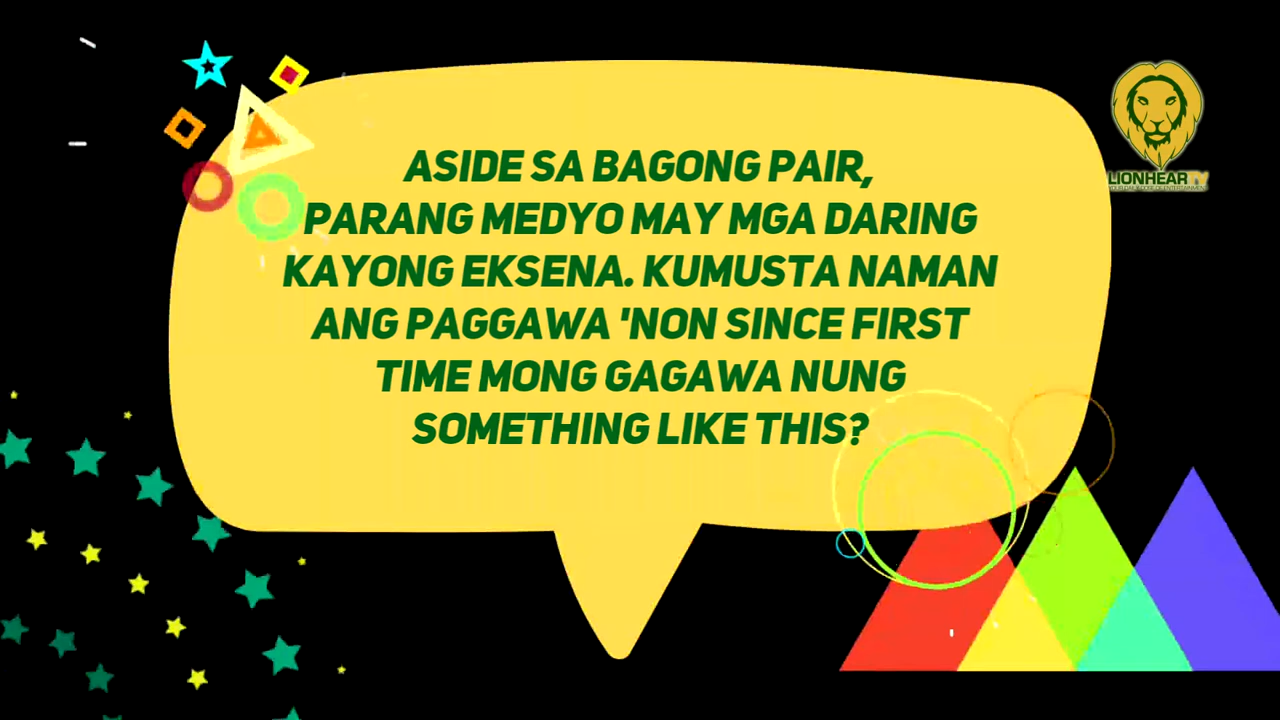 ASIDE SA BAGONG PAIR,
PARANG MEDYO MAY MGA DARING
KAYONG EKSENA. KUMUSTA NAMAN
ANG PAGGAWA 'NON SINCE FIRST
TIME MONG GAGAWA NUNG
SOMETHING LIKE THIS?
LIONHEARTV